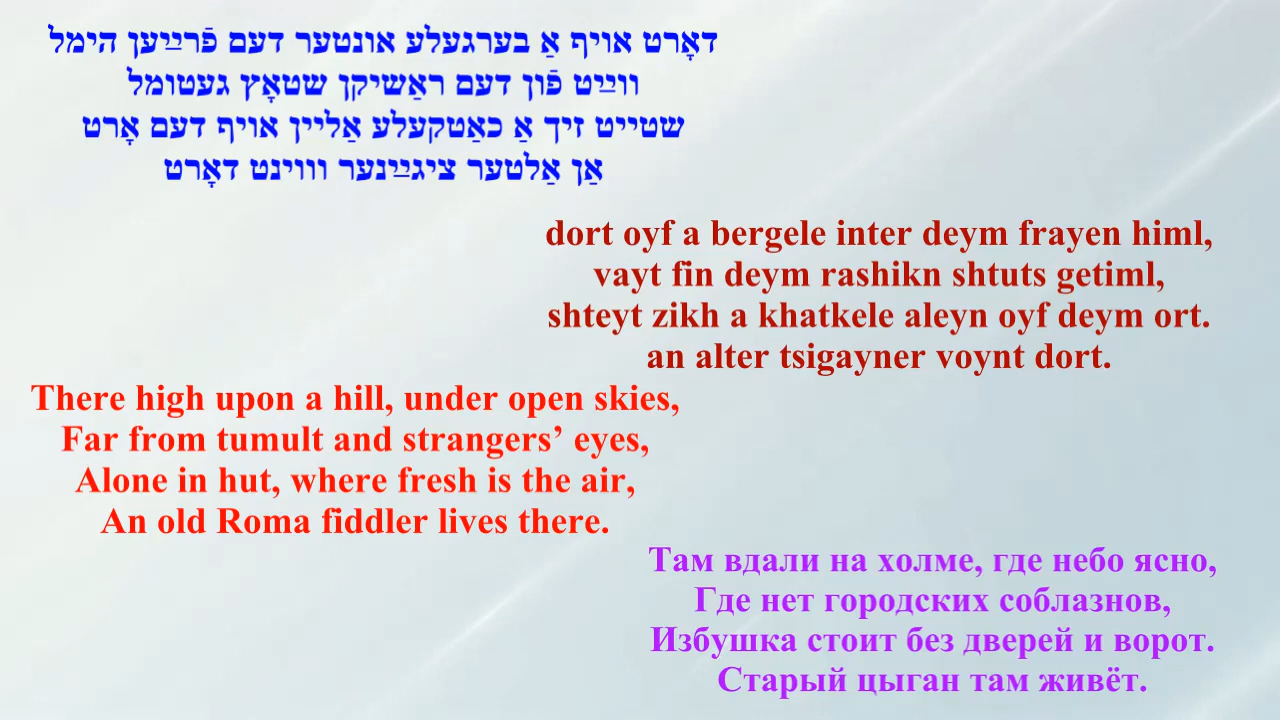 דאָרט אויף אַ בערגעלע אונטער דעם פֿרײַען הימל
ווײַט פֿון דעם ראַשיקן שטאָץ געטומל
שטייט זיך אַ כאַטקעלע אַליין אויף דעם אָרט
אַן אַלטער ציגײַנער וווינט דאָרט
dort oyf a bergele inter deym frayen himl,
vayt fin deym rashikn shtuts getiml,
shteyt zikh a khatkele aleyn oyf deym ort.
an alter tsigayner voynt dort.
There high upon a hill, under open skies,
Far from tumult and strangers’ eyes,
Alone in hut, where fresh is the air,
An old Roma fiddler lives there.
Там вдали на холме, где небо ясно,
Где нет городских соблазнов,
Избушка стоит без дверей и ворот.
Старый цыган там живёт.